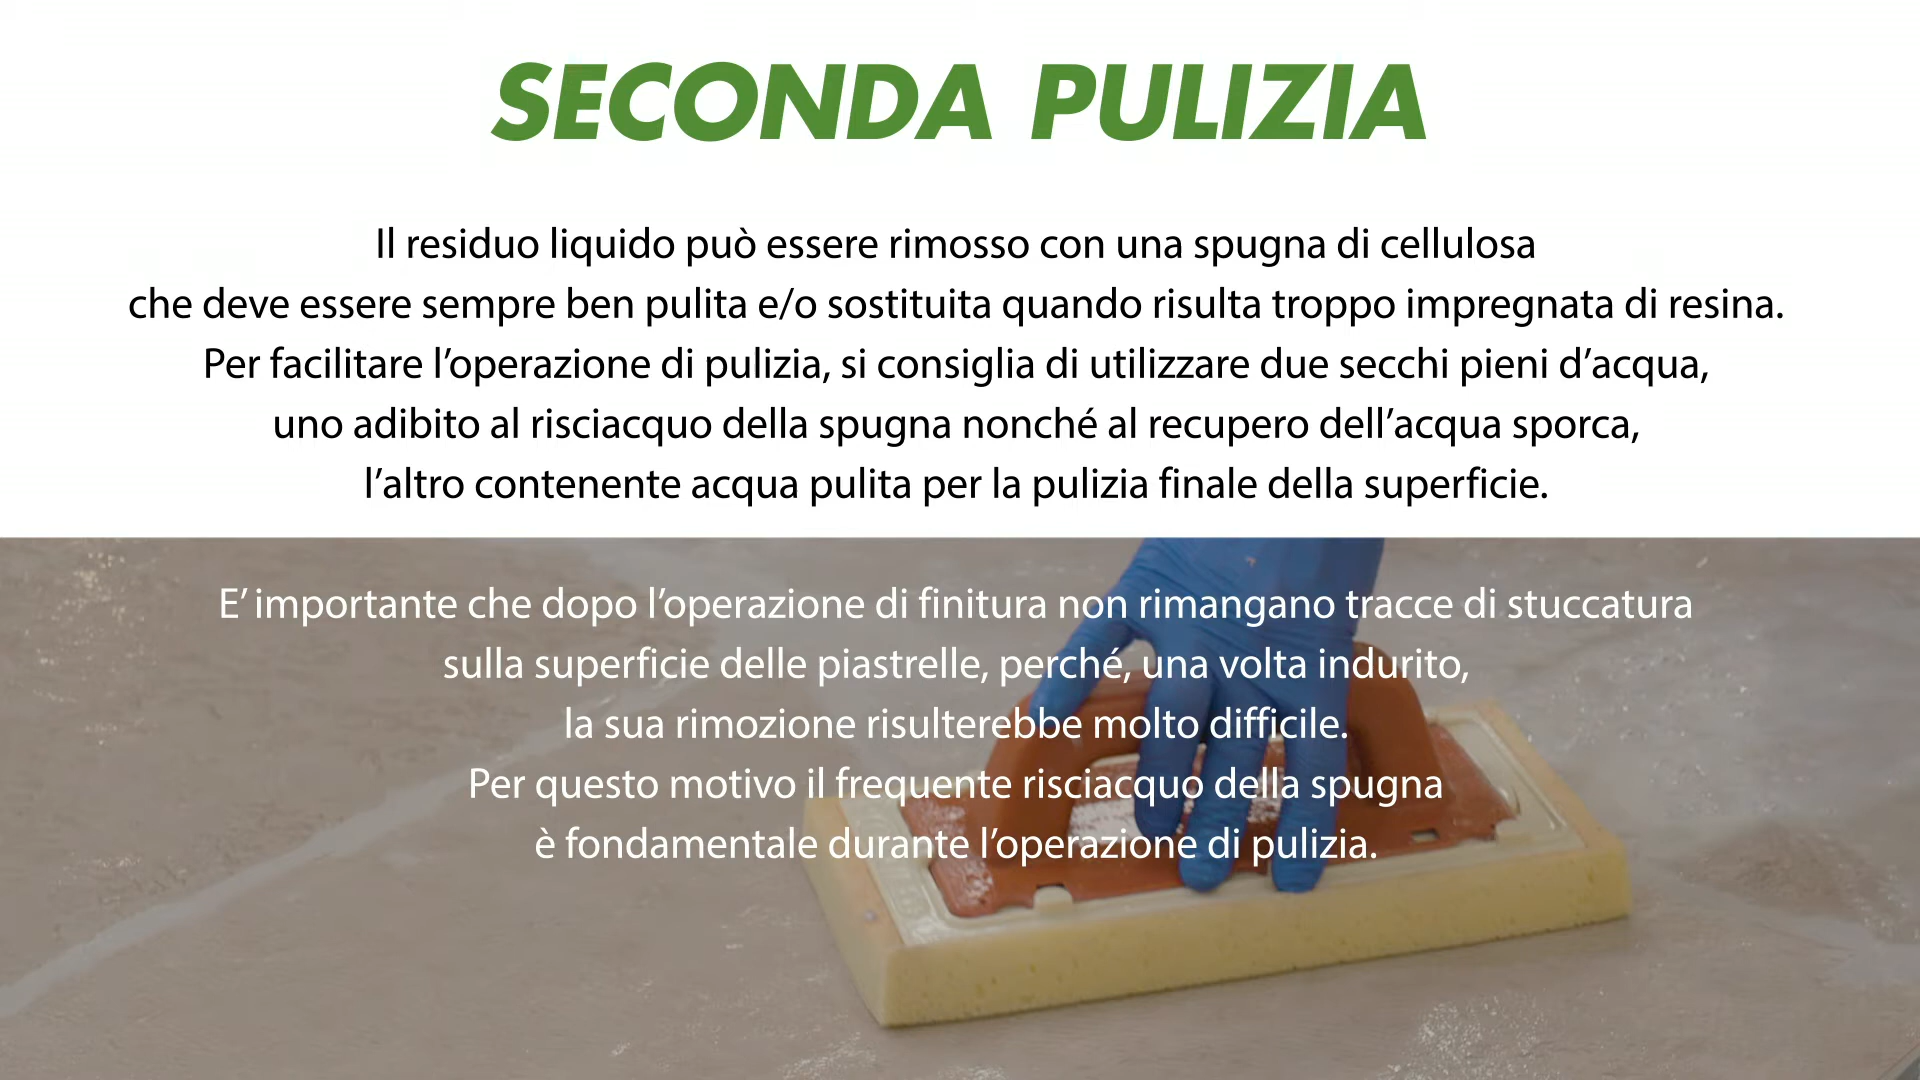 SECONDA PULIZIA
Il residuo liquido può essere rimosso con una spugna di cellulosa
che deve essere sempre ben pulita e/o sostituita quando risulta troppo impregnata di resina.
Per facilitare l’operazione di pulizia, si consiglia di utilizzare due secchi pieni d’acqua,
uno adibito al risciacquo della spugna nonché al recupero dell’acqua sporca,
l’altro contenente acqua pulita per la pulizia finale della superficie.
E’ importante che dopo l’operazione di finitura non rimangano tracce di stuccatura
sulla superficie delle piastrelle, perché, una volta indurito,
la sua rimozione risulterebbe molto difficile.
Per questo motivo il frequente risciacquo della spugna
è fondamentale durante l’operazione di pulizia.